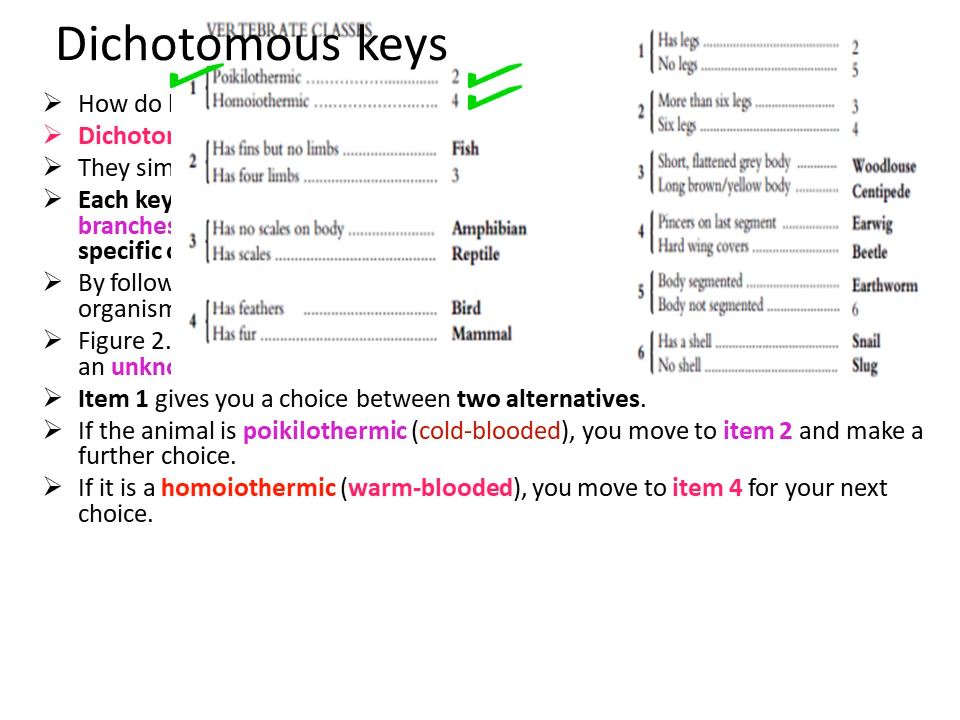 VERTEBRATE CLASSES
Dichotomous keys
1
Poikilothermic ................................... 2
Homoiothermic ................................... 4
2
Has fins but no limbs ......................... Fish
Has four limbs ................................... 3
3
Has no scales on body ....................... Amphibian
Has scales .......................................... Reptile
4
Has feathers ................................... Bird
Has fur .............................................. Mammal
1
Has legs ................................... 2
No legs ................................... 5
2
More than six legs ..................... 3
Six legs ................................... 4
3
Short, flattened grey body .......... Woodlouse
Long brown/yellow body ........... Centipede
4
Pincers on last segment ............. Earwig
Hard wing covers ...................... Beetle
5
Body segmented ........................ Earthworm
Body not segmented .................. 6
6
Has a shell ................................ Snail
No shell ................................... Slug
➢ How do
➢
➢ They
➢ Each key
branches
specific
➢ By
➢ Figure 2.
an
➢ Item 1 gives you a choice between two alternatives.
➢ If the animal is poikilothermic (cold-blooded), you move to item 2 and make a
further choice.
➢ If it is a homoiothermic (warm-blooded), you move to item 4 for your next
choice.